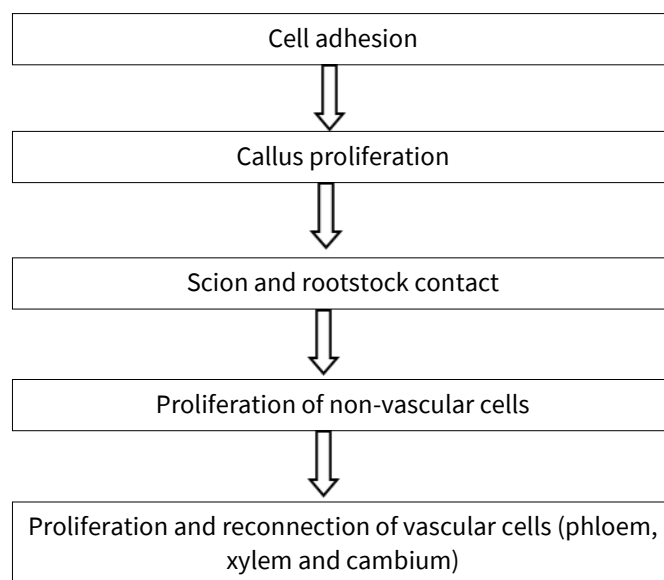 Cell adhesion
Callus proliferation
Scion and rootstock contact
Proliferation of non-vascular cells
Proliferation and reconnection of vascular cells (phloem,
xylem and cambium)